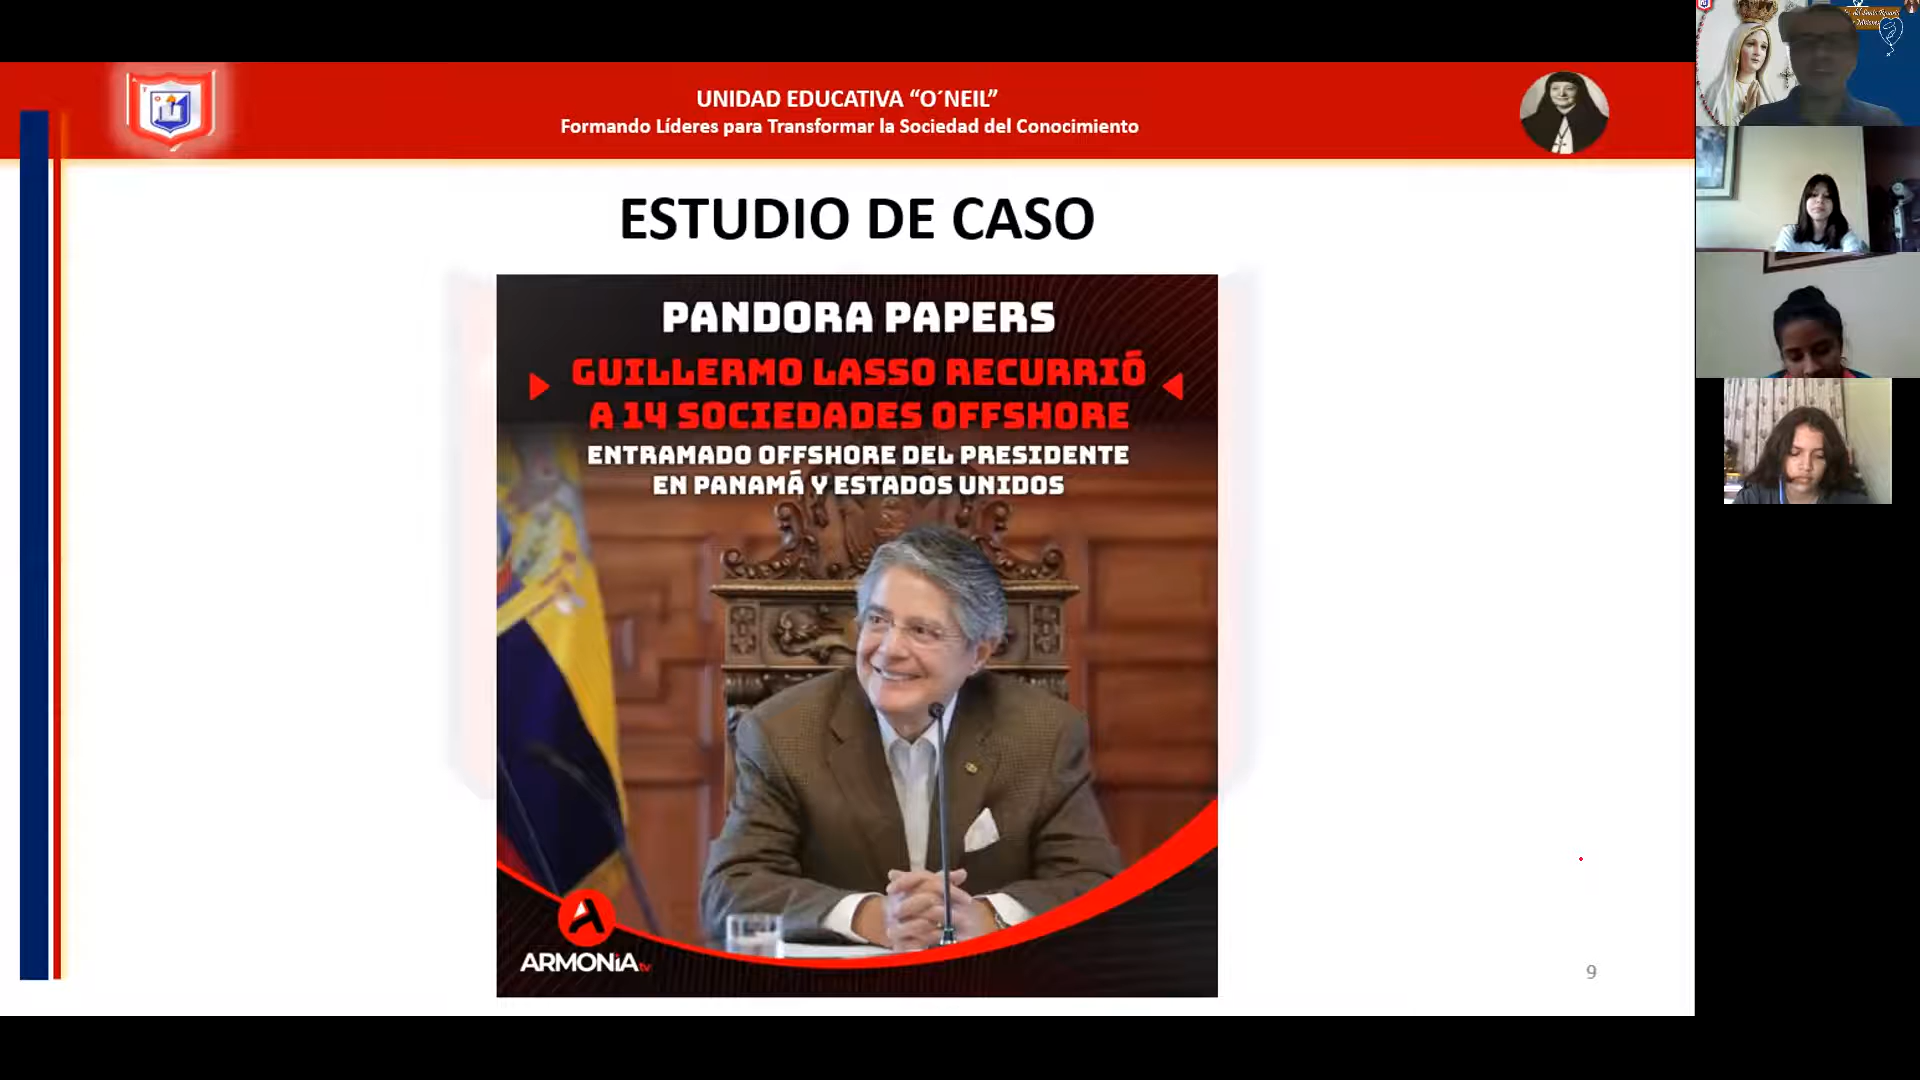 UNIDAD EDUCATIVA “O´NEIL”
Formando Líderes para Transformar la Sociedad del Conocimiento
ESTUDIO DE CASO
PANDORA PAPERS
GUILLERMO LASSO RECURRIÓ
A 14 SOCIEDADES OFFSHORE
ENTRAMADO OFFSHORE DEL PRESIDENTE
EN PANAMÁ Y ESTADOS UNIDOS
ARMONiA tv
9